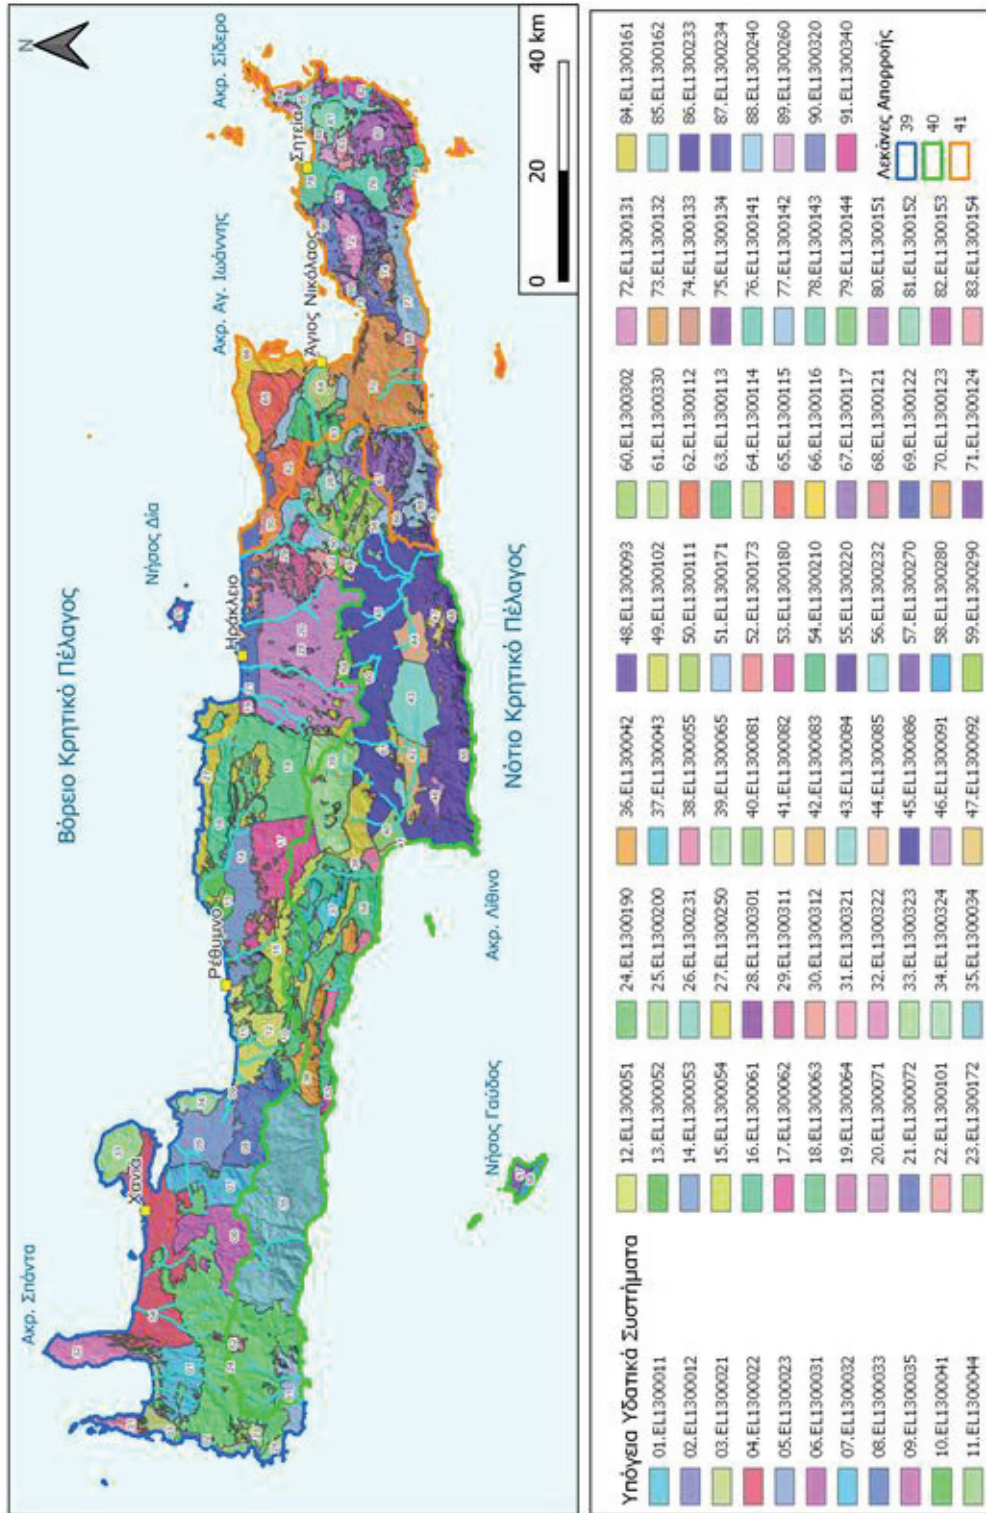 N
Ακρ. Σπάντα
Χανιά
Βόρειο Κρητικό Πέλαγος
Ρέθυμνο
Νήσος Δία
Ηράκλειο
Ακρ. Αγ. Ιωάννης
Άγιος Νικόλαος
Σητεία
Ακρ. Σίδερο
Νήσος Γαύδος
Ακρ. Λίθινο
Νότιο Κρητικό Πέλαγος
0 20 40 km
Υπόγεια Υδατικά Συστήματα
01.EL1300011
02.EL1300012
03.EL1300021
04.EL1300022
05.EL1300023
06.EL1300031
07.EL1300032
08.EL1300033
09.EL1300035
10.EL1300041
11.EL1300044
12.EL1300051
13.EL1300052
14.EL1300053
15.EL1300054
16.EL1300061
17.EL1300062
18.EL1300063
19.EL1300064
20.EL1300071
21.EL1300072
22.EL1300101
23.EL1300172
24.EL1300190
25.EL1300200
26.EL1300231
27.EL1300250
28.EL1300301
29.EL1300311
30.EL1300312
31.EL1300321
32.EL1300322
33.EL1300323
34.EL1300324
35.EL1300034
36.EL1300042
37.EL1300043
38.EL1300055
39.EL1300065
40.EL1300081
41.EL1300082
42.EL1300083
43.EL1300084
44.EL1300085
45.EL1300086
46.EL1300091
47.EL1300092
48.EL1300093
49.EL1300102
50.EL1300111
51.EL1300171
52.EL1300173
53.EL1300180
54.EL1300210
55.EL1300220
56.EL1300232
57.EL1300270
58.EL1300280
59.EL1300290
60.EL1300302
61.EL1300330
62.EL1300112
63.EL1300113
64.EL1300114
65.EL1300115
66.EL1300116
67.EL1300117
68.EL1300121
69.EL1300122
70.EL1300123
71.EL1300124
72.EL1300131
73.EL1300132
74.EL1300133
75.EL1300134
76.EL1300141
77.EL1300142
78.EL1300143
79.EL1300144
80.EL1300151
81.EL1300152
82.EL1300153
83.EL1300154
84.EL1300161
85.EL1300162
86.EL1300233
87.EL1300234
88.EL1300240
89.EL1300260
90.EL1300320
91.EL1300340
Λεκάνες Απορροής
39
40
41